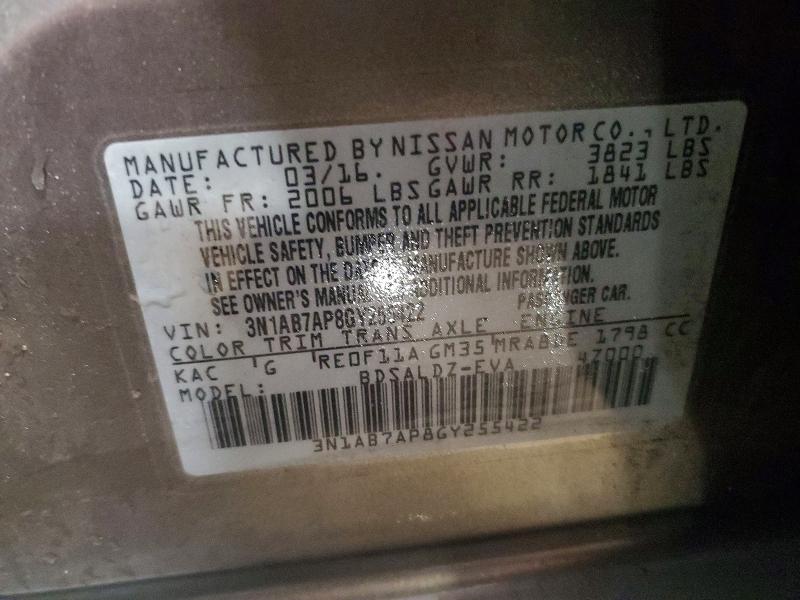 MANUFACTURED BY NISSAN MOTOR CO., LTD.
DATE: 03/16. GVWR: 3823 LBS
GAWR FR: 2006 LBS GAWR RR: 1841 LBS
THIS VEHICLE CONFORMS TO ALL APPLICABLE FEDERAL MOTOR
VEHICLE SAFETY, BUMPER AND THEFT PREVENTION STANDARDS
IN EFFECT ON THE DATE OF MANUFACTURE SHOWN ABOVE.
SEE OWNER'S MANUAL ADDITIONAL INFORMATION.
VIN: 3N1AB7AP8GY255422 PASSENGER CAR.
COLOR TRIM TRANS AXLE ENGINE
KAC G RE0F11A GM35 MRA8DE 1798 CC
MODEL: BDSALDZ-EVA 47000
3N1AB7AP8GY255422